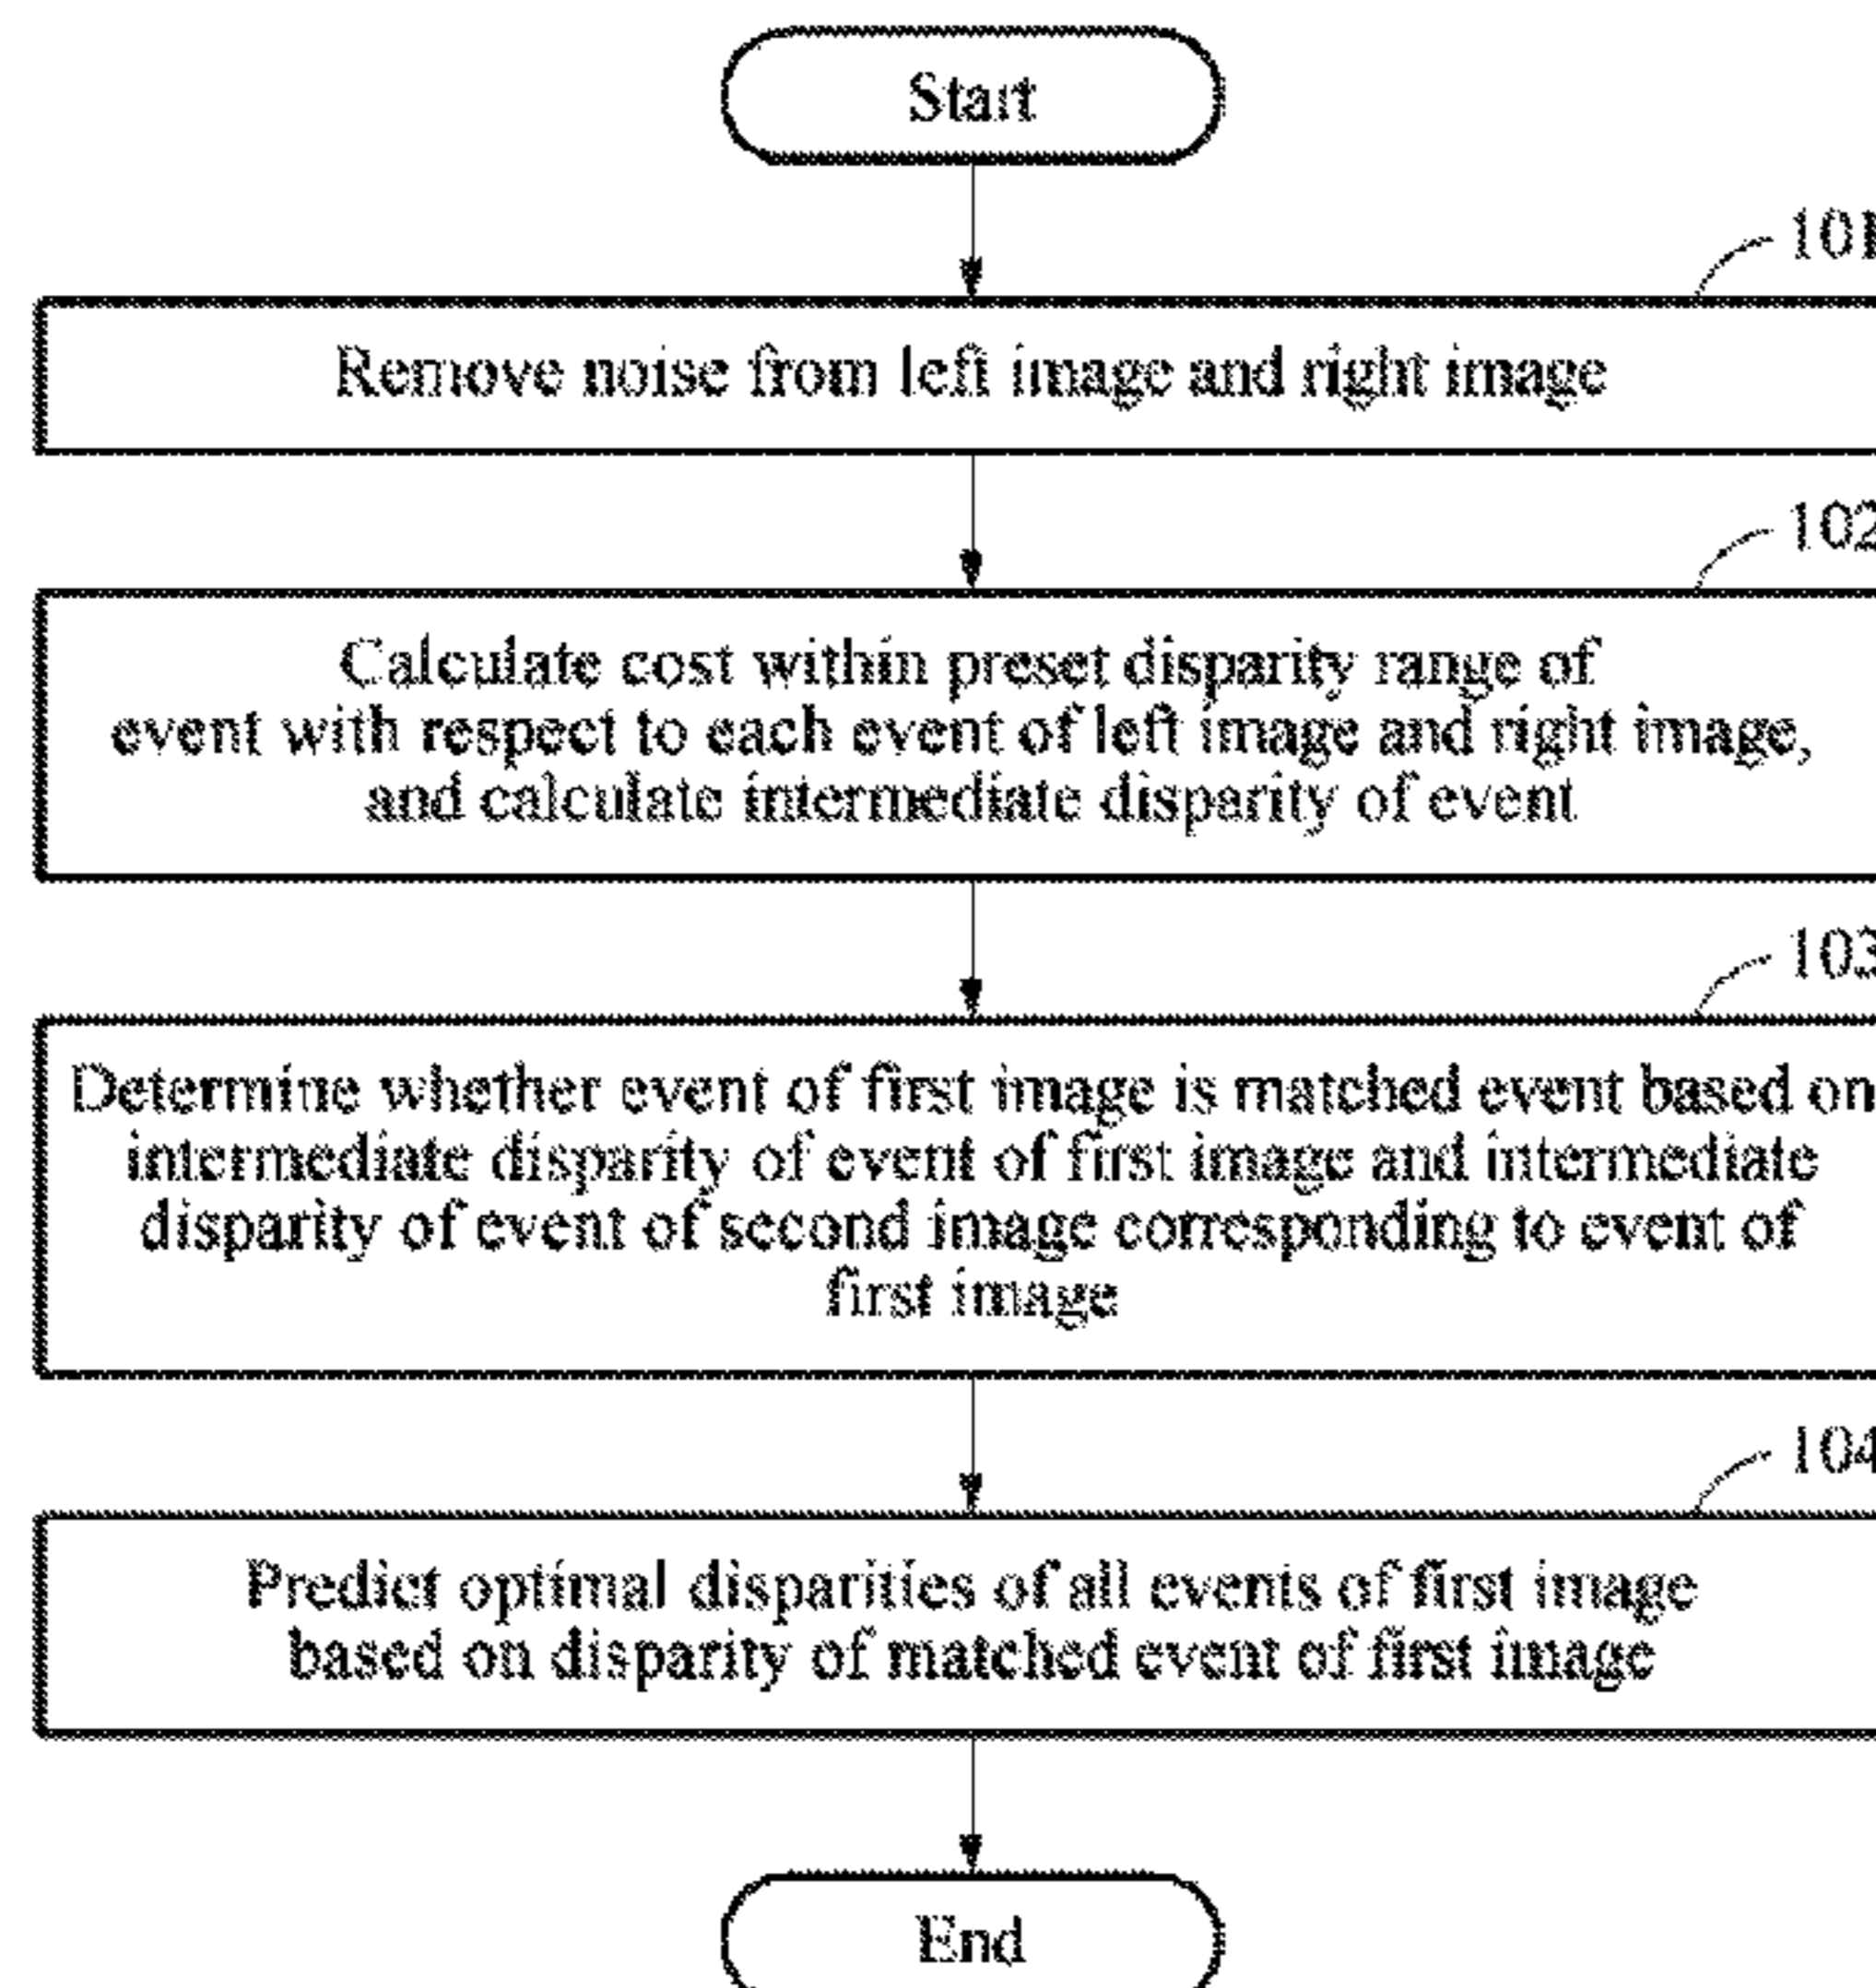 Start
101
Remove noise from left image and right image
102
Calculate cost within preset disparity range of
event with respect to each event of left image and right image,
and calculate intermediate disparity of event
103
Determine whether event of first image is matched event based on
intermediate disparity of event of first image and intermediate
disparity of event of second image corresponding to event of
first image
104
Predict optimal disparities of all events of first image
based on disparity of matched event of first image
End